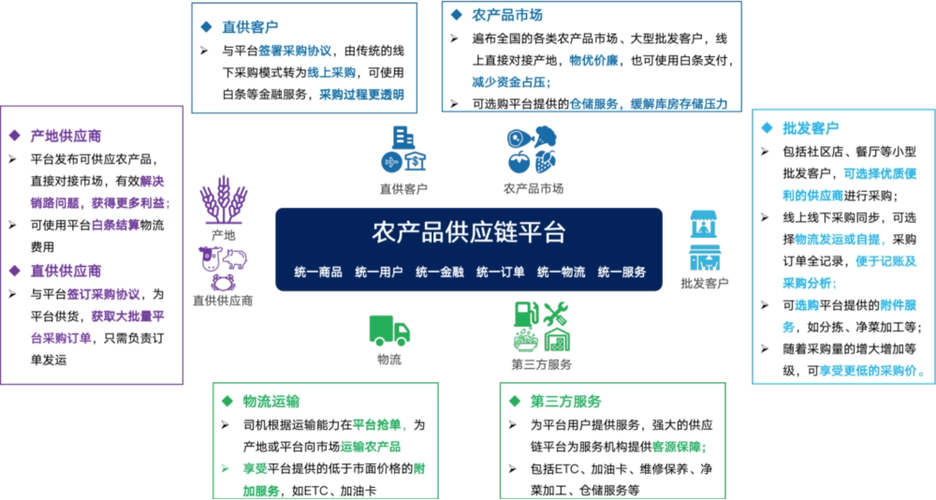 直供客户
与平台签署采购协议，由传统的线
下采购模式转为线上采购，可使用
白条等金融服务，采购过程更透明
农产品市场
遍布全国的各类农产品市场、大型批发客户，线
上直接对接产地，物优价廉，也可使用白条支付，
减少资金占压；
可选购平台提供的仓储服务，缓解库房存储压力
产地供应商
平台发布可供应农产品，
直接对接市场，有效解决
销路问题，获得更多利益；
可使用平台白条结算物流
费用
直供供应商
与平台签订采购协议，为
平台供货，获取大批量平
台采购订单，只需负责订
单发运
直供客户
农产品市场
产地
直供供应商
农产品供应链平台
统一商品 统一用户 统一金融 统一订单 统一物流 统一服务
批发客户
物流
第三方服务
批发客户
包括社区店、餐厅等小型
批发客户，可选择优质便
利的供应商进行采购；
线上线下采购同步，可选
择物流发运或自提，采购
订单全记录，便于记账及
采购分析；
可选购平台提供的附件服
务，如分拣、净菜加工等；
随着采购量的增大增加等
级，可享受更低的采购价。
物流运输
司机根据运输能力在平台抢单，为
产地或平台向市场运输农产品
享受平台提供的低于市面价格的附
加服务，如ETC、加油卡
第三方服务
为平台用户提供服务，强大的供应
链平台为服务机构提供客源保障；
包括ETC、加油卡、维修保养、净
菜加工、仓储服务等